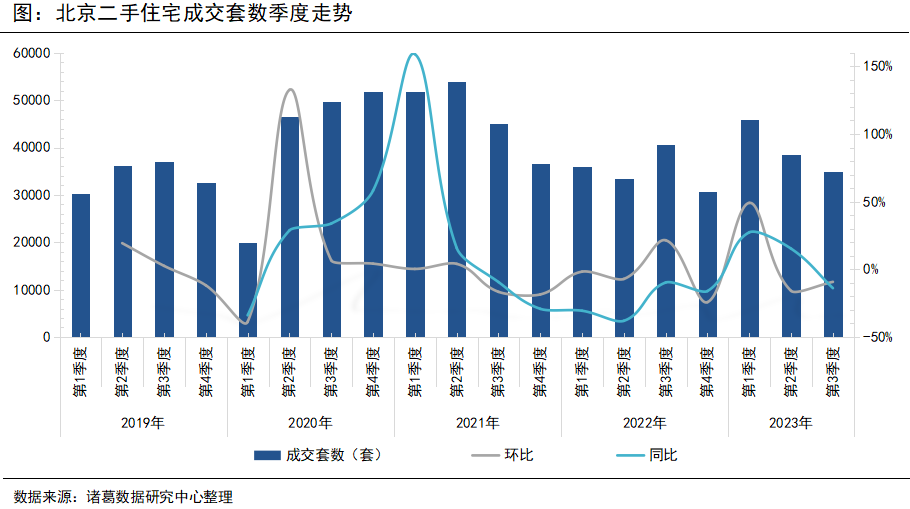 图：北京二手住宅成交套数季度走势
60000
50000
40000
30000
20000
10000
0
150%
100%
50%
0%
-50%
第1季度
第2季度
第3季度
第4季度
第1季度
第2季度
第3季度
第4季度
第1季度
第2季度
第3季度
第4季度
第1季度
第2季度
第3季度
第4季度
第1季度
第2季度
第3季度
2019年 2020年 2021年 2022年 2023年
成交套数（套） 环比 同比
数据来源：诸葛数据研究中心整理